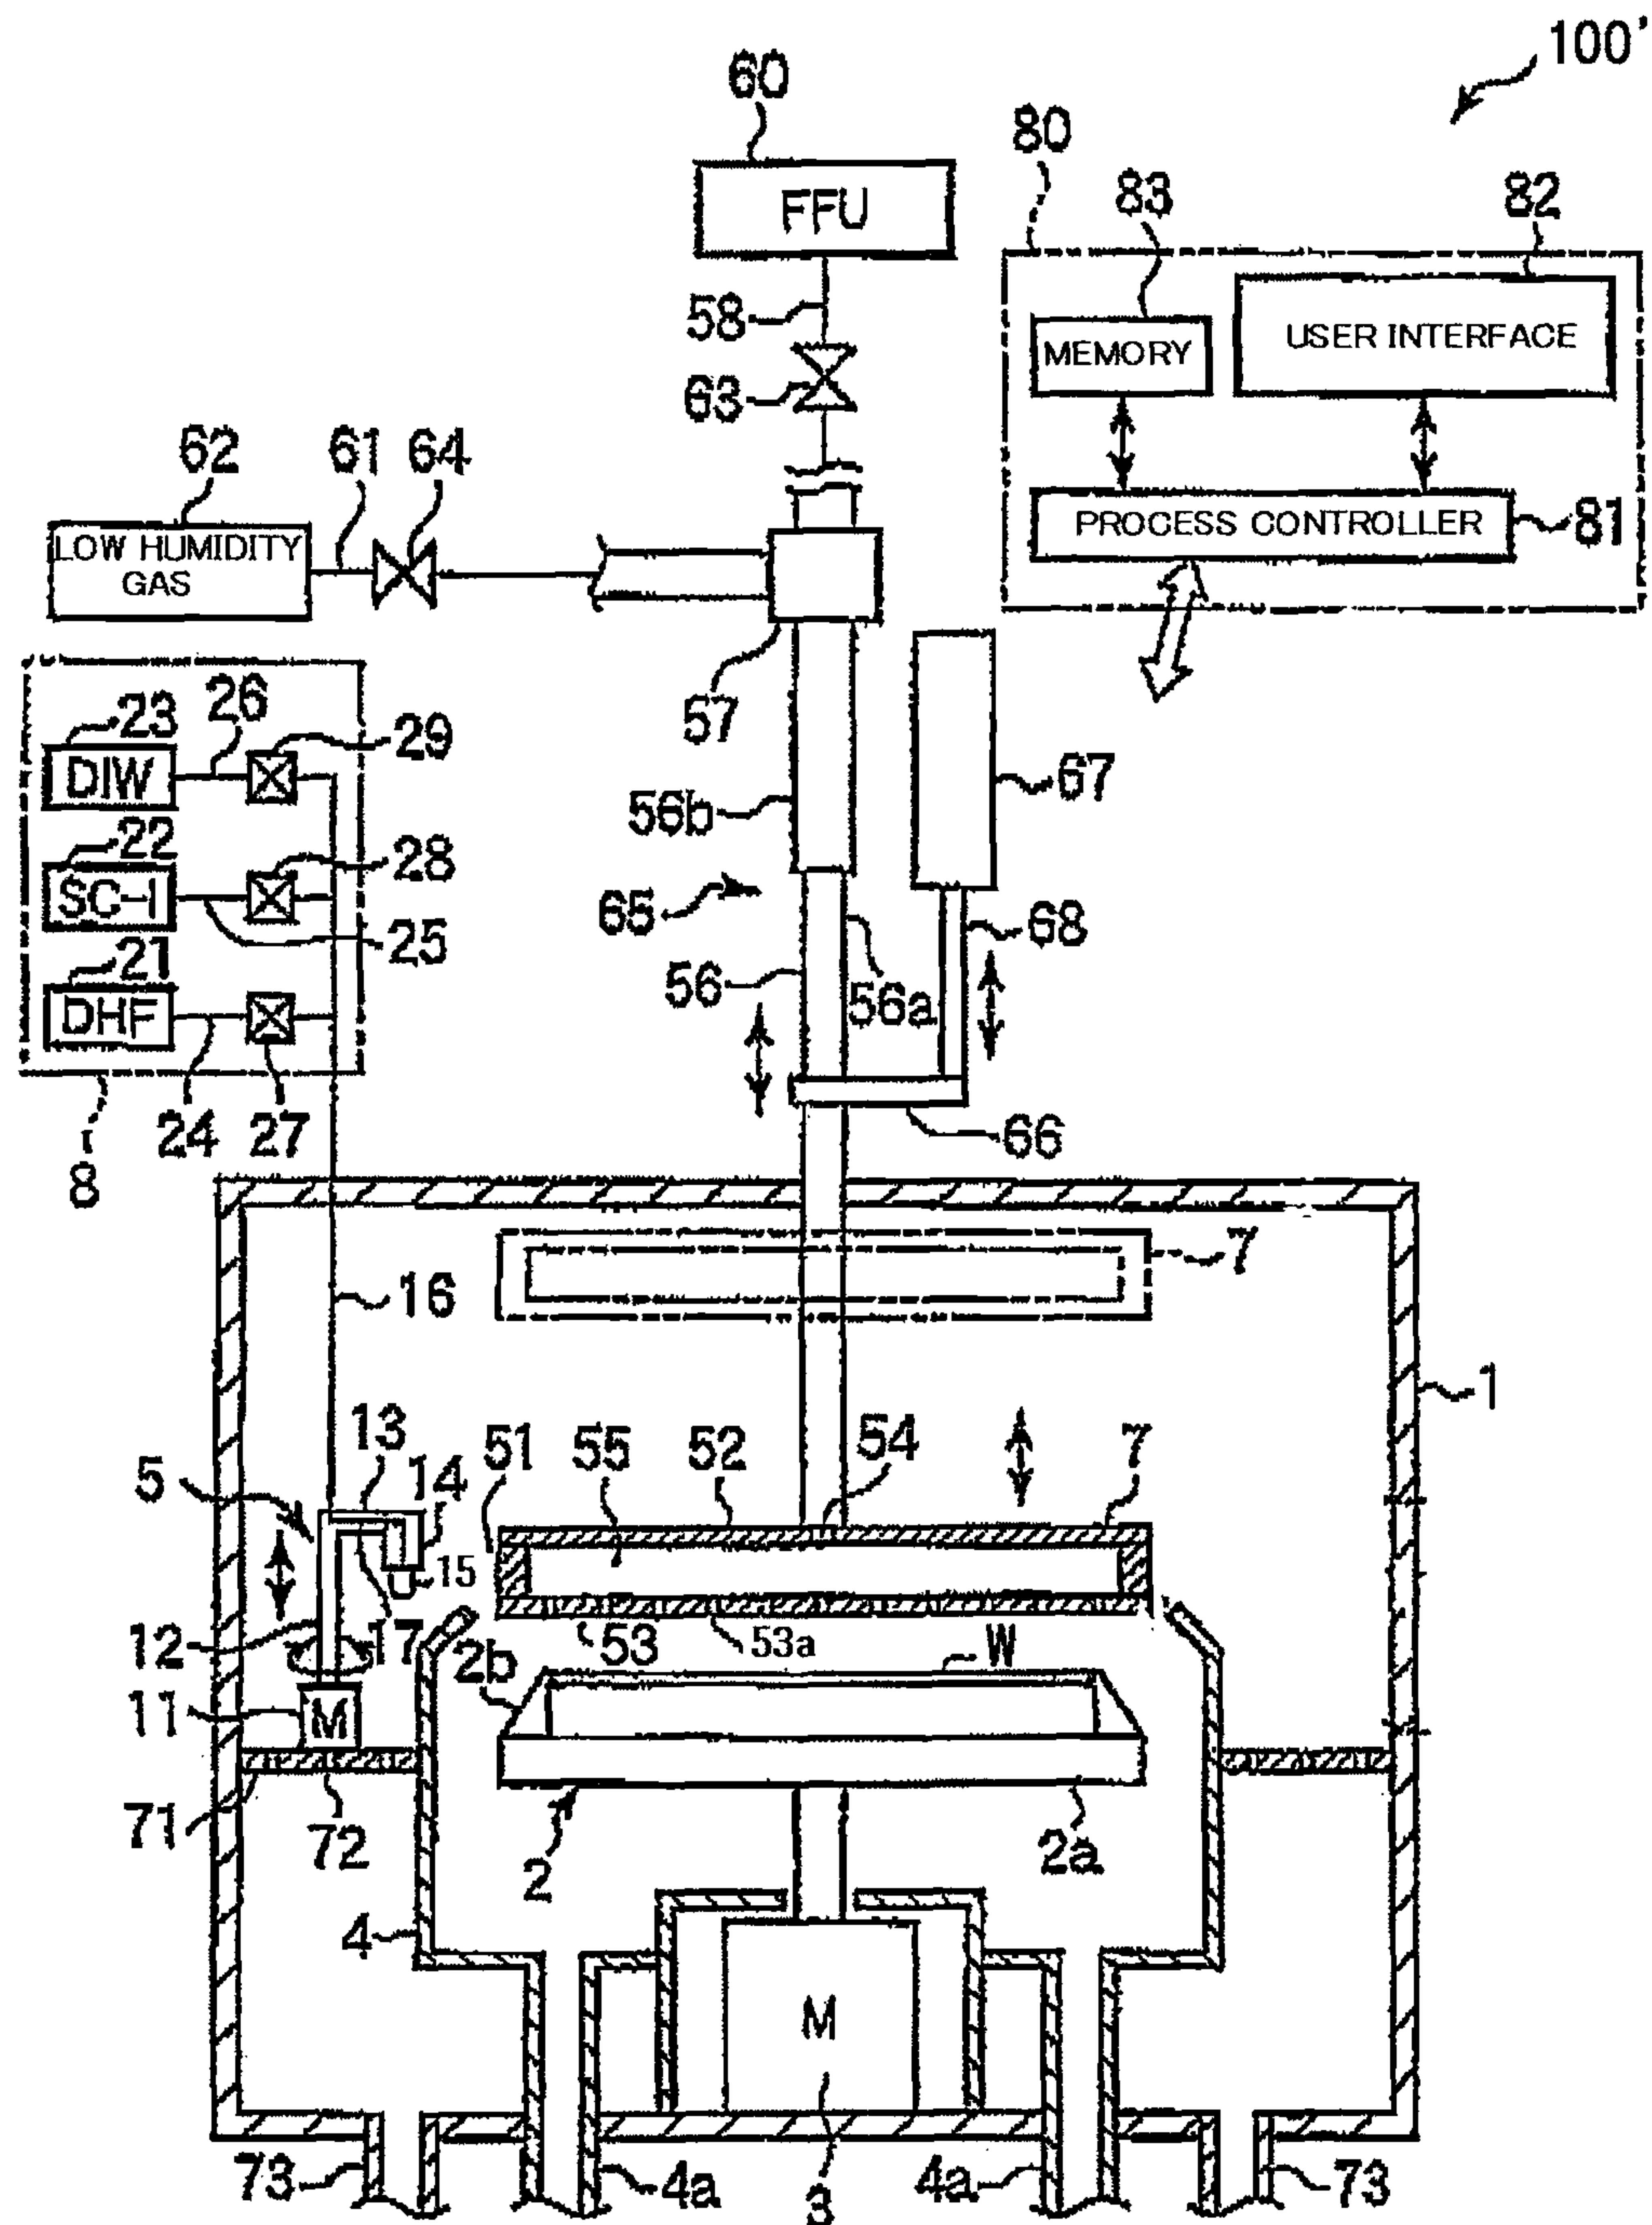 100'
60
80
FFU
83
82
58
MEMORY
USER INTERFACE
63
62
61
64
PROCESS CONTROLLER
81
LOW HUMIDITY
GAS
57
23
26
29
DIW
67
56b
22
28
SC-1
65
68
25
21
56
56a
DHF
24
27
66
8
7
16
1
13
51
55
52
54
7
5
14
15
12
17
53
53a
W
2b
11
M
71
72
2
2a
4
M
73
4a
3
4a
73